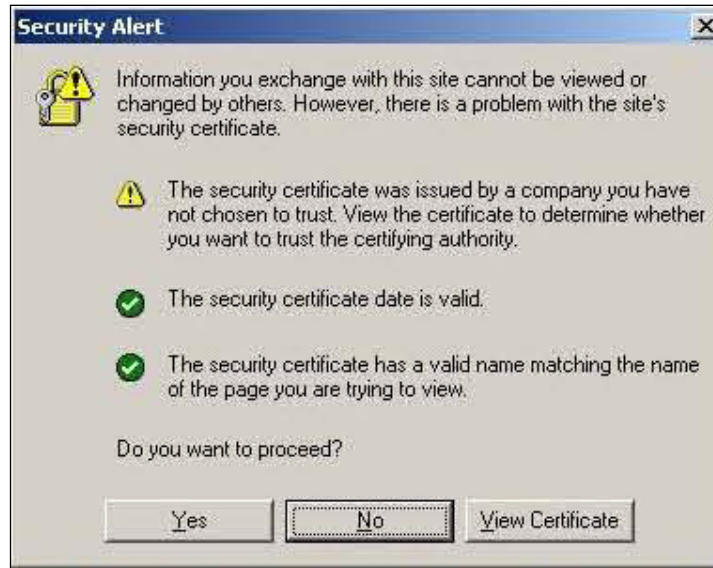 Security Alert
Information you exchange with this site cannot be viewed or
changed by others. However, there is a problem with the site's
security certificate.
The security certificate was issued by a company you have
not chosen to trust. View the certificate to determine whether
you want to trust the certifying authority.
The security certificate date is valid.
The security certificate has a valid name matching the name
of the page you are trying to view.
Do you want to proceed?
Yes
No
View Certificate